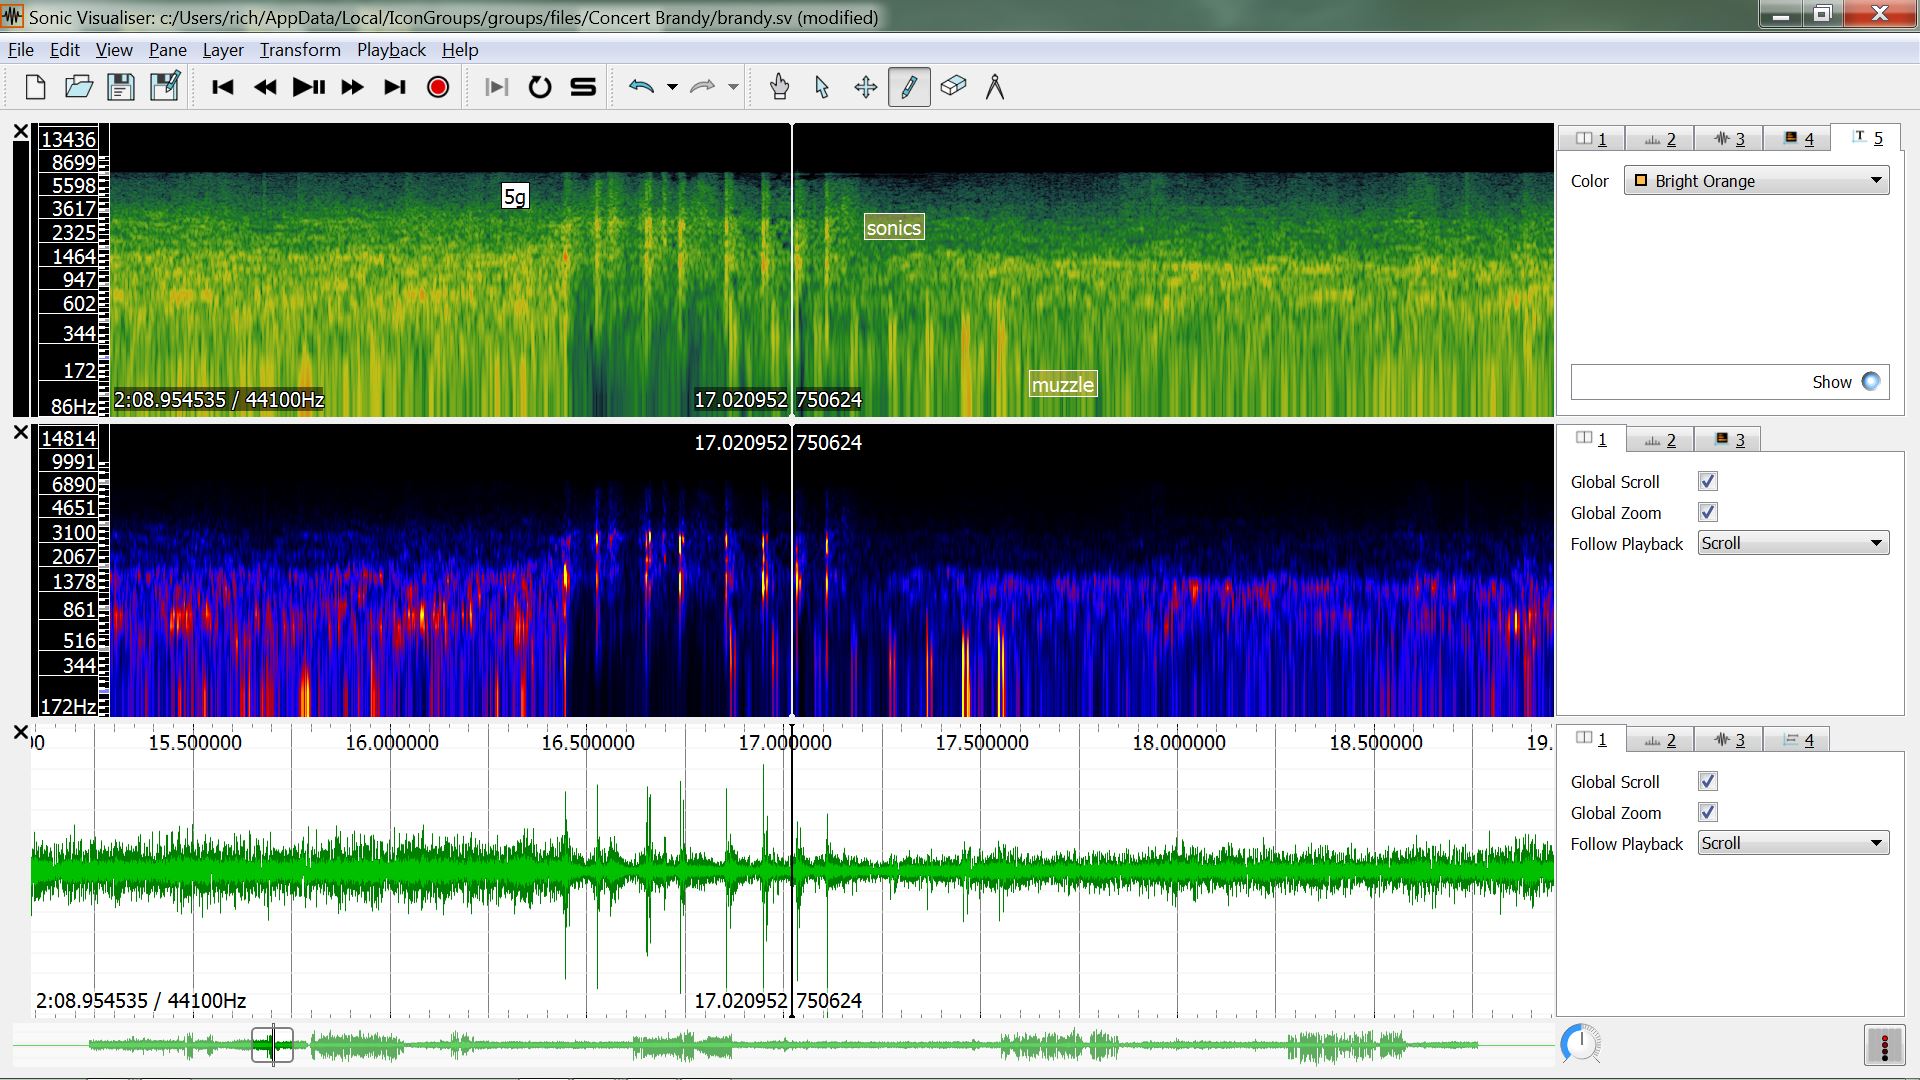 Sonic Visualiser: c:/Users/rich/AppData/Local/IconGroups/groups/files/Concert Brandy/brandy.sv (modified)
File Edit View Pane Layer Transform Playback Help
13436
8699
5598
3617
2325
1464
947
602
344
172
86Hz
5g
sonics
muzzle
2:08.954535 / 44100Hz
17.020952 750624
1 2 3 4 T 5
Color Bright Orange
Show
14814
9991
6890
4651
3100
2067
1378
861
516
344
172Hz
17.020952 750624
1 2 3
Global Scroll
Global Zoom
Follow Playback Scroll
00 15.500000 16.000000 16.500000 17.000000 17.500000 18.000000 18.500000 19.
2:08.954535 / 44100Hz
17.020952 750624
1 2 3 4
Global Scroll
Global Zoom
Follow Playback Scroll